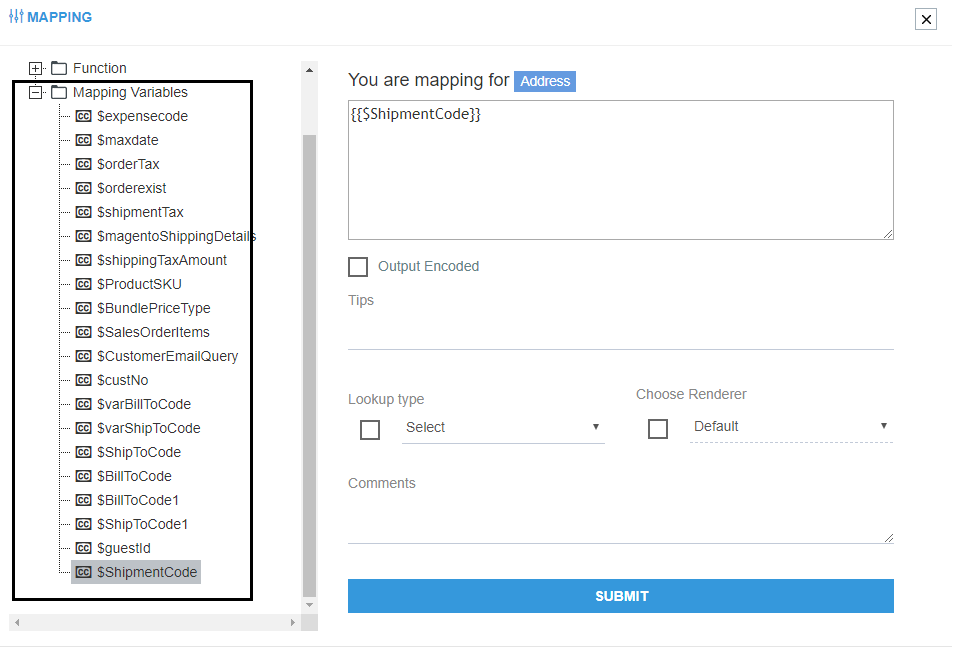 MAPPING
Function
Mapping Variables
$expensecode
$maxdate
$orderTax
$orderexist
$shipmentTax
$magentoShippingDetails
$shippingTaxAmount
$ProductSKU
$BundlePriceType
$SalesOrderItems
$CustomerEmailQuery
$custNo
$varBillToCode
$varShipToCode
$ShipToCode
$BillToCode
$BillToCode1
$ShipToCode1
$guestId
$ShipmentCode
You are mapping for Address
{{$ShipmentCode}}
Output Encoded
Tips
Lookup type
Select
Choose Renderer
Default
Comments
SUBMIT